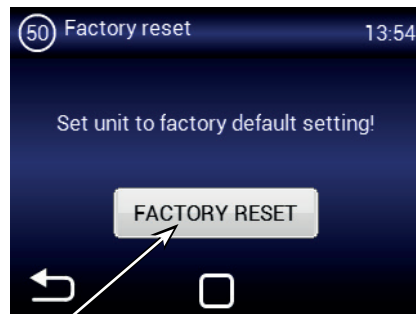 50 Factory reset 13:54
Set unit to factory default setting!
FACTORY RESET